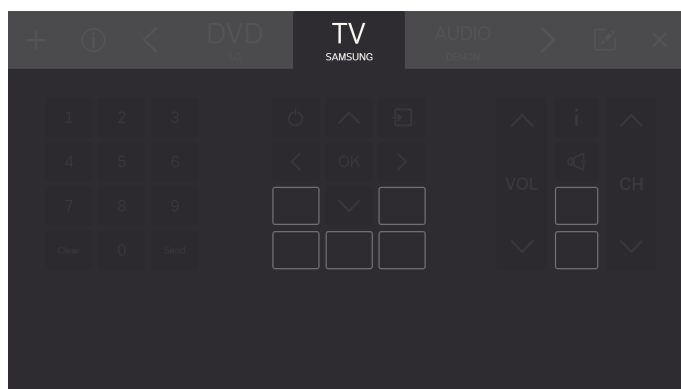 DVD TV AUDIO
SAMSUNG
1 2 3
4 5 6 OK
VOL CH
7 8 9
Clear 0 Send